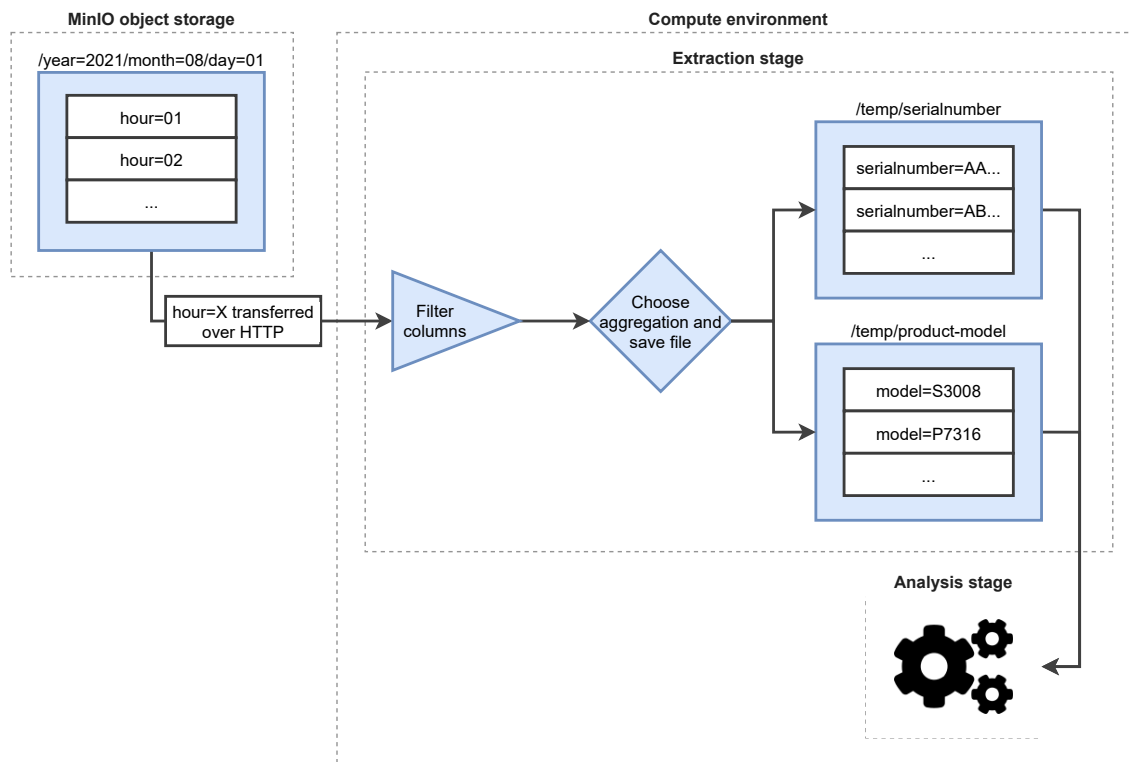 MinIO object storage
/year=2021/month=08/day=01
hour=01
hour=02
...
hour=X transferred
over HTTP
Compute environment
Extraction stage
Filter
columns
Choose
aggregation and
save file
/temp/serialnumber
serialnumber=AA...
serialnumber=AB...
...
/temp/product-model
model=S3008
model=P7316
...
Analysis stage